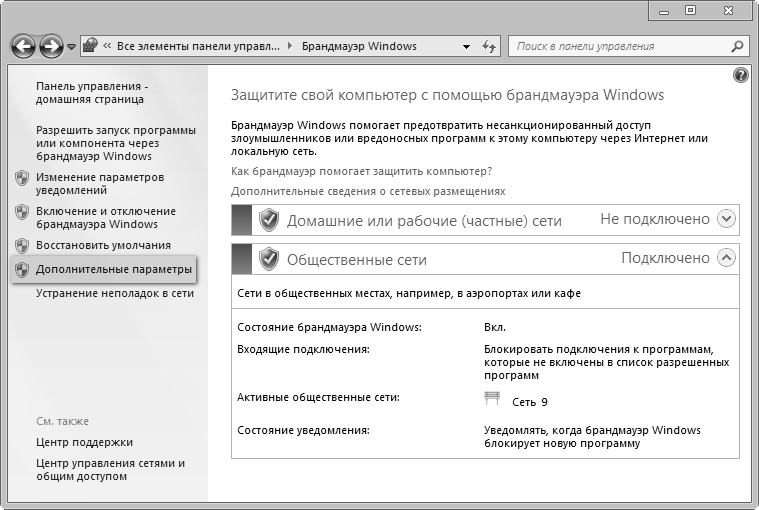 « Все элементы панели управл... Брандмауэр Windows
Поиск в панели управления
Панель управления -
домашняя страница
Разрешить запуск программы
или компонента через
брандмауэр Windows
Изменение параметров
уведомлений
Включение и отключение
брандмауэра Windows
Восстановить умолчания
Дополнительные параметры
Устранение неполадок в сети
См. также
Центр поддержки
Центр управления сетями и
общим доступом
Защитите свой компьютер с помощью брандмауэра Windows
Брандмауэр Windows помогает предотвратить несанкционированный доступ
злоумышленников или вредоносных программ к этому компьютеру через Интернет или
локальную сеть.
Как брандмауэр помогает защитить компьютер?
Дополнительные сведения о сетевых размещениях
Домашние или рабочие (частные) сети Не подключено
Общественные сети Подключено
Сети в общественных местах, например, в аэропортах или кафе
Состояние брандмауэра Windows: Вкл.
Входящие подключения: Блокировать подключения к программам,
которые не включены в список разрешенных
программ
Активные общественные сети: Сеть 9
Состояние уведомления: Уведомлять, когда брандмауэр Windows
блокирует новую программу